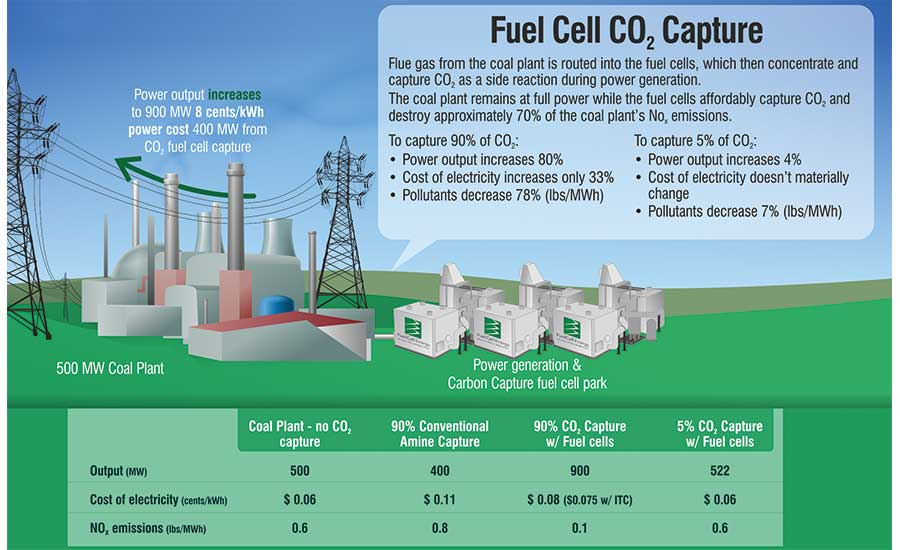 Fuel Cell CO₂ Capture
Flue gas from the coal plant is routed into the fuel cells, which then concentrate and
capture CO₂ as a side reaction during power generation.
The coal plant remains at full power while the fuel cells affordably capture CO₂ and
destroy approximately 70% of the coal plant's Noₓ emissions.
To capture 90% of CO₂:
• Power output increases 80%
• Cost of electricity increases only 33%
• Pollutants decrease 78% (lbs/MWh)
To capture 5% of CO₂:
• Power output increases 4%
• Cost of electricity doesn't materially
change
• Pollutants decrease 7% (lbs/MWh)
Power output increases
to 900 MW 8 cents/kWh
power cost 400 MW from
CO₂ fuel cell capture
500 MW Coal Plant
FuelCell Energy
FuelCell Energy
FuelCell Energy
Power generation &
Carbon Capture fuel cell park
Coal Plant - no CO₂
capture
90% Conventional
Amine Capture
90% CO₂ Capture
w/ Fuel cells
5% CO₂ Capture
w/ Fuel cells
Output (MW) 500 400 900 522
Cost of electricity (cents/kWh) $ 0.06 $ 0.11 $ 0.08 ($0.075 w/ ITC) $ 0.06
NOₓ emissions (lbs/MWh) 0.6 0.8 0.1 0.6